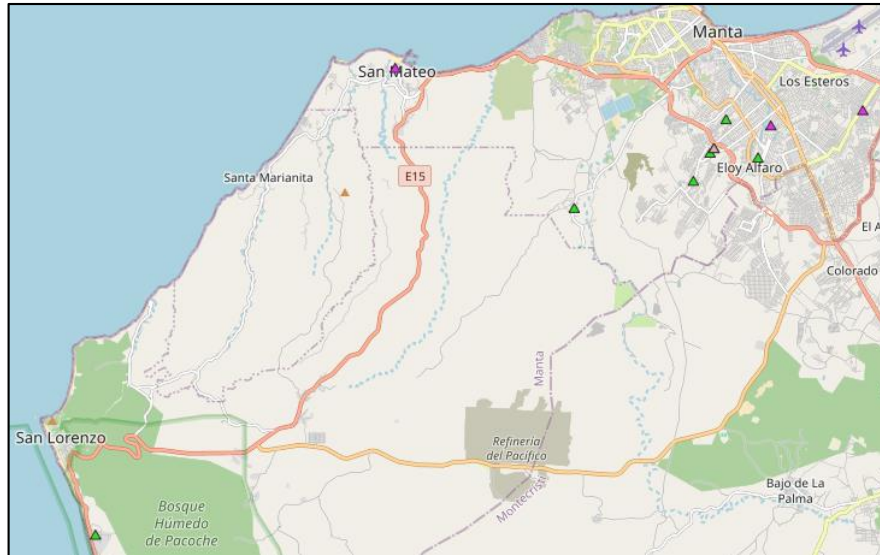 Manta
San Mateo
Los Esteros
Santa Marianita
E15
Eloy Alfaro
El A
Colorado
Manta
San Lorenzo
Refinería
del Pacífico
Montecristi
Bajo de La
Palma
Bosque
Húmedo
de Pacoche